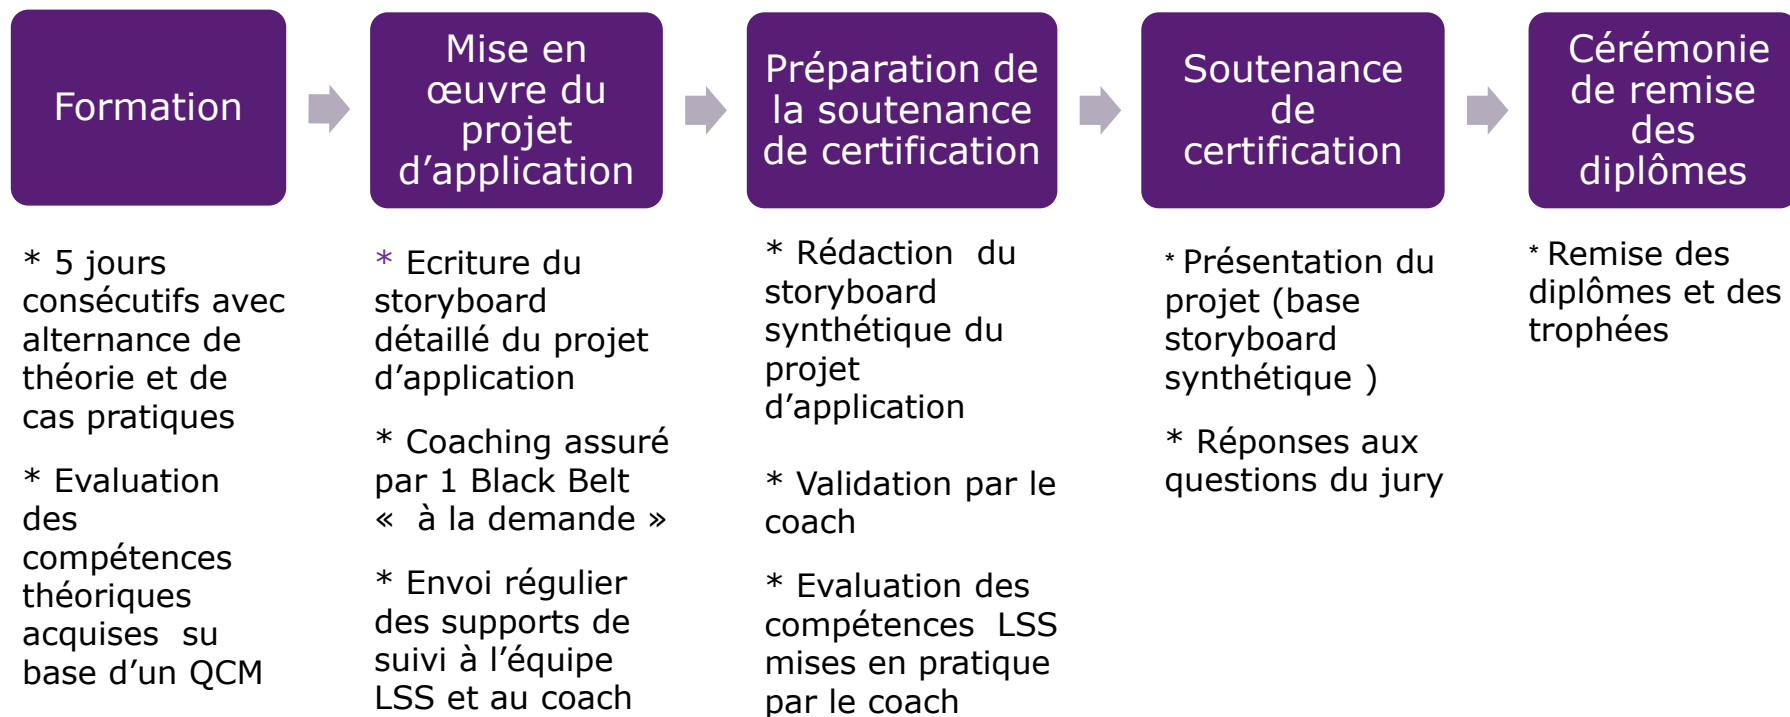 Formation
Mise en
œuvre du
projet
d’application
Préparation de
la soutenance
de certification
Soutenance
de
certification
Cérémonie
de remise
des
diplômes
* 5 jours
consécutifs avec
alternance de
théorie et de
cas pratiques
* Evaluation
des
compétences
théoriques
acquises su
base d’un QCM
* Ecriture du
storyboard
détaillé du projet
d’application
* Coaching assuré
par 1 Black Belt
« à la demande »
* Envoi régulier
des supports de
suivi à l’équipe
LSS et au coach
* Rédaction du
storyboard
synthétique du
projet
d’application
* Validation par le
coach
* Evaluation des
compétences LSS
mises en pratique
par le coach
* Présentation du
projet (base
storyboard
synthétique )
* Réponses aux
questions du jury
* Remise des
diplômes et des
trophées